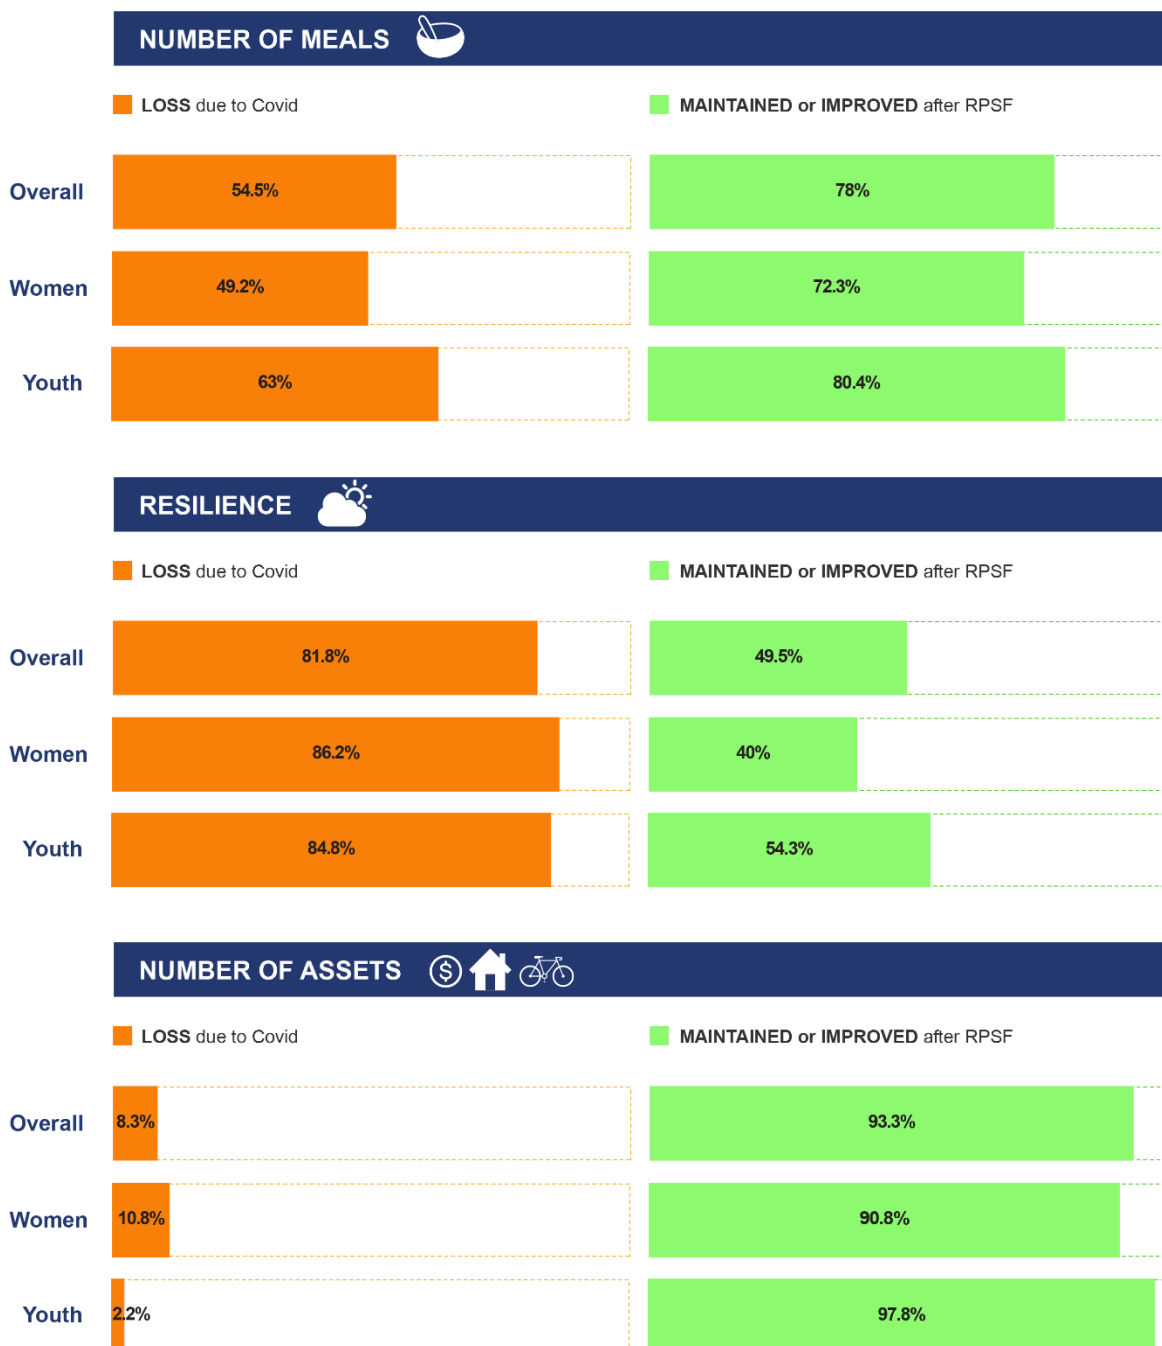 NUMBER OF MEALS
LOSS due to Covid
MAINTAINED or IMPROVED after RPSF
Overall 54.5% 78%
Women 49.2% 72.3%
Youth 63% 80.4%
RESILIENCE
LOSS due to Covid
MAINTAINED or IMPROVED after RPSF
Overall 81.8% 49.5%
Women 86.2% 40%
Youth 84.8% 54.3%
NUMBER OF ASSETS $
LOSS due to Covid
MAINTAINED or IMPROVED after RPSF
Overall 8.3% 93.3%
Women 10.8% 90.8%
Youth 2.2% 97.8%